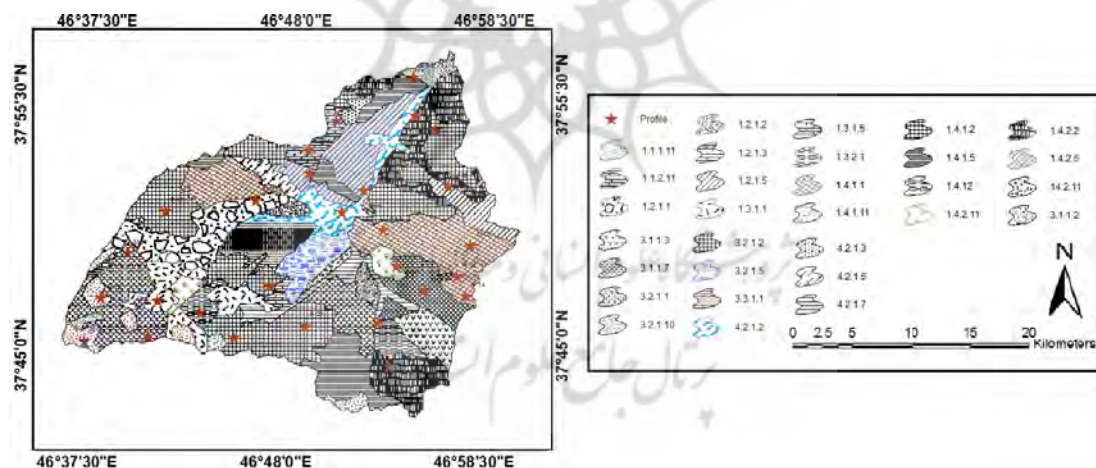 46°37'30"E 46°48'0"E 46°58'30"E
37°55'30"N 37°55'30"N
37°45'0"N 37°45'0"N
46°37'30"E 46°48'0"E 46°58'30"E
Profile 1.2.1.2 1.3.1.5 1.4.1.2 1.4.2.2
1.1.1.11 1.2.1.3 1.3.2.1 1.4.1.5 1.4.2.5
1.1.2.11 1.2.1.5 1.4.1.1 1.4.12 14.2.11
1.2.1.1 1.3.1.1 1.4.1.11 1.4.2.11 3.1.1.2
3.1.1.3 3.2.1.2 4.2.1.3
3.1.1.7 3.2.1.5 4.2.1.5
3.2.1.1 3.3.1.1 4.2.1.7
3.2.1.10 4.2.1.2
N
0 2.5 5 10 15 20
Kilometers